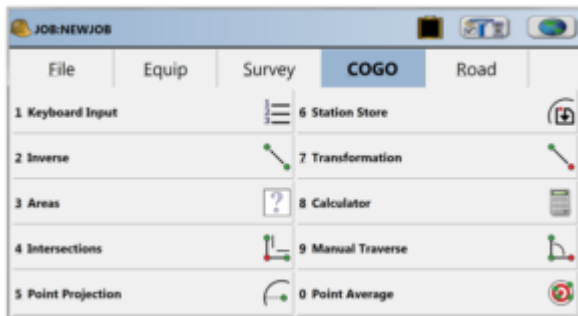 JOB:NEWJOB
File Equip Survey COGO Road
1 Keyboard Input 6 Station Store
2 Inverse 7 Transformation
3 Areas 8 Calculator
4 Intersections 9 Manual Traverse
5 Point Projection 0 Point Average